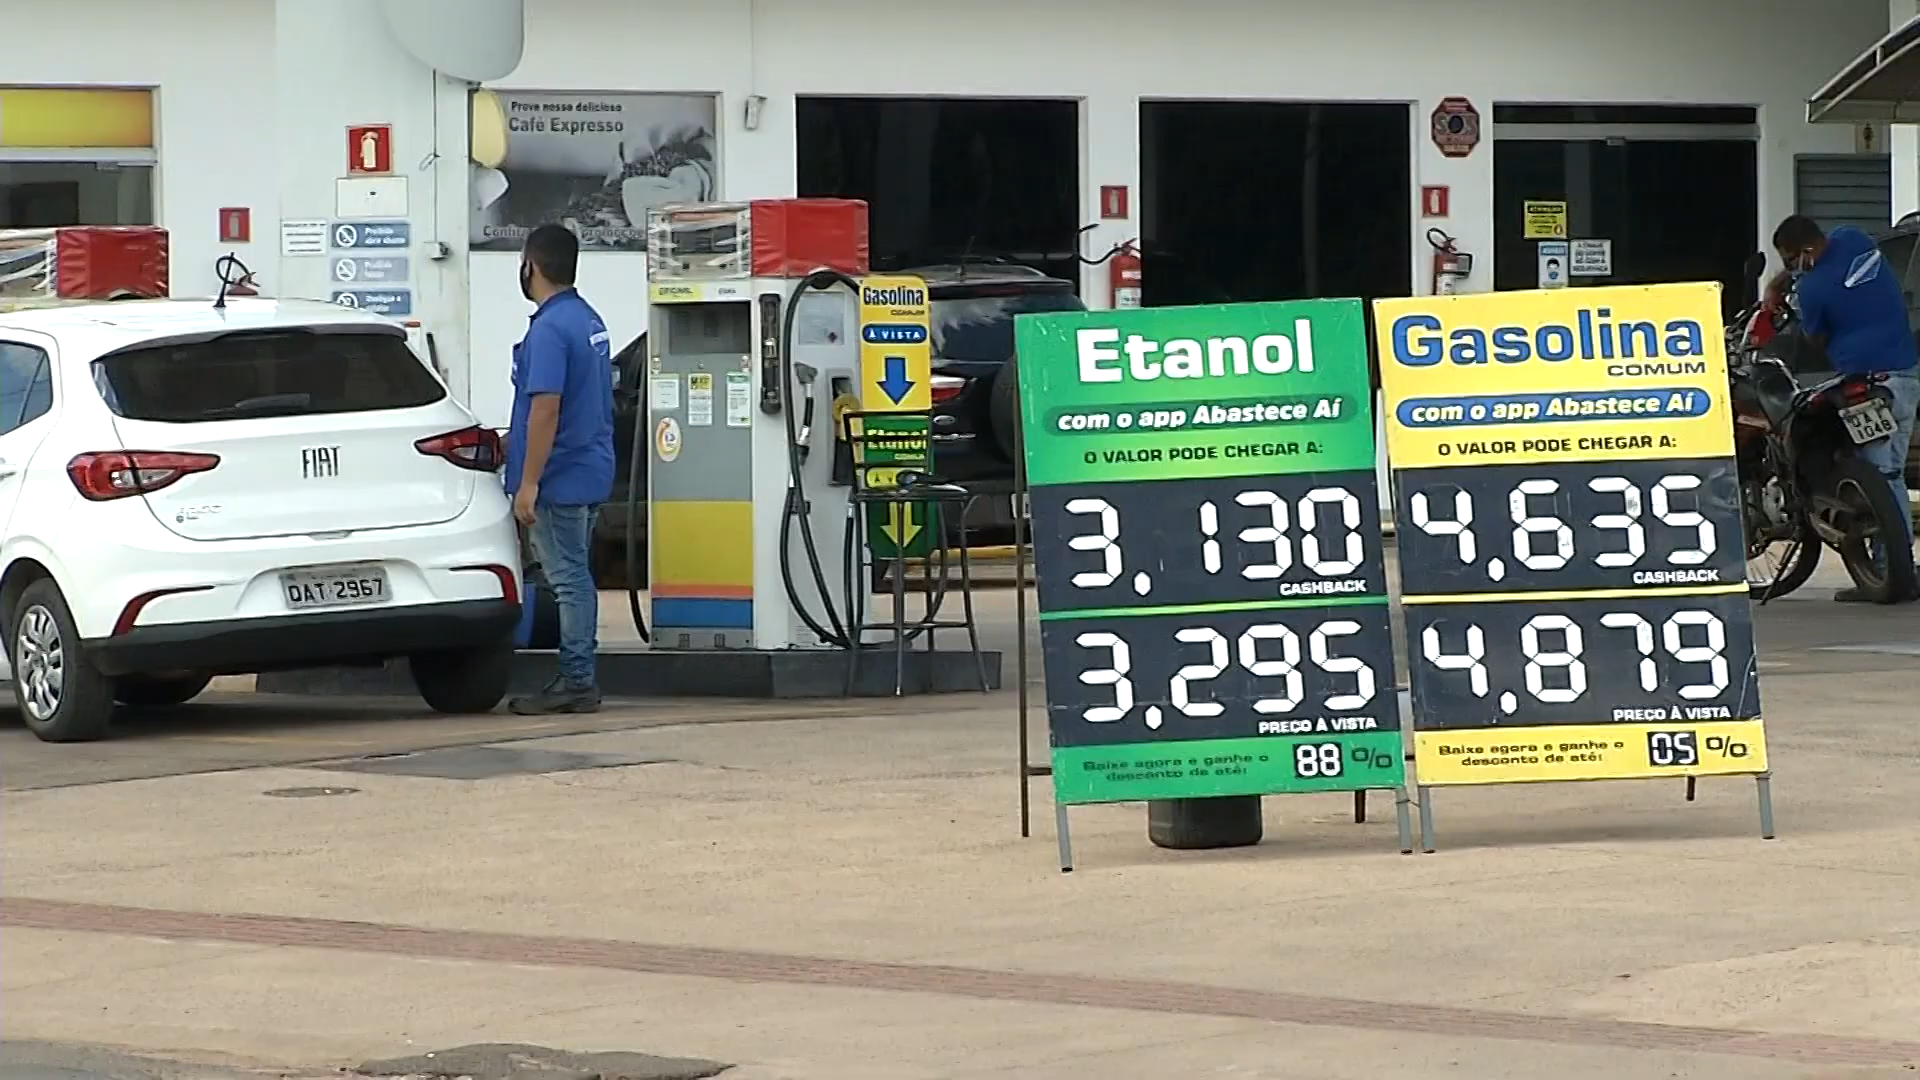 Prove nosso delicioso
Café Expresso
Proibido
Gasolina
COMUM
À VISTA
Etanol
FIAT
DAT 2967
Etanol
com o app Abastece Aí
O VALOR PODE CHEGAR A:
3,130
CASHBACK
3,295
PREÇO À VISTA
Baixe agora e ganhe o
desconto de até:
88 %
Gasolina
COMUM
com o app Abastece Aí
O VALOR PODE CHEGAR A:
4,635
CASHBACK
4,879
PREÇO À VISTA
Baixe agora e ganhe o
desconto de até:
05 %
SOS
1048